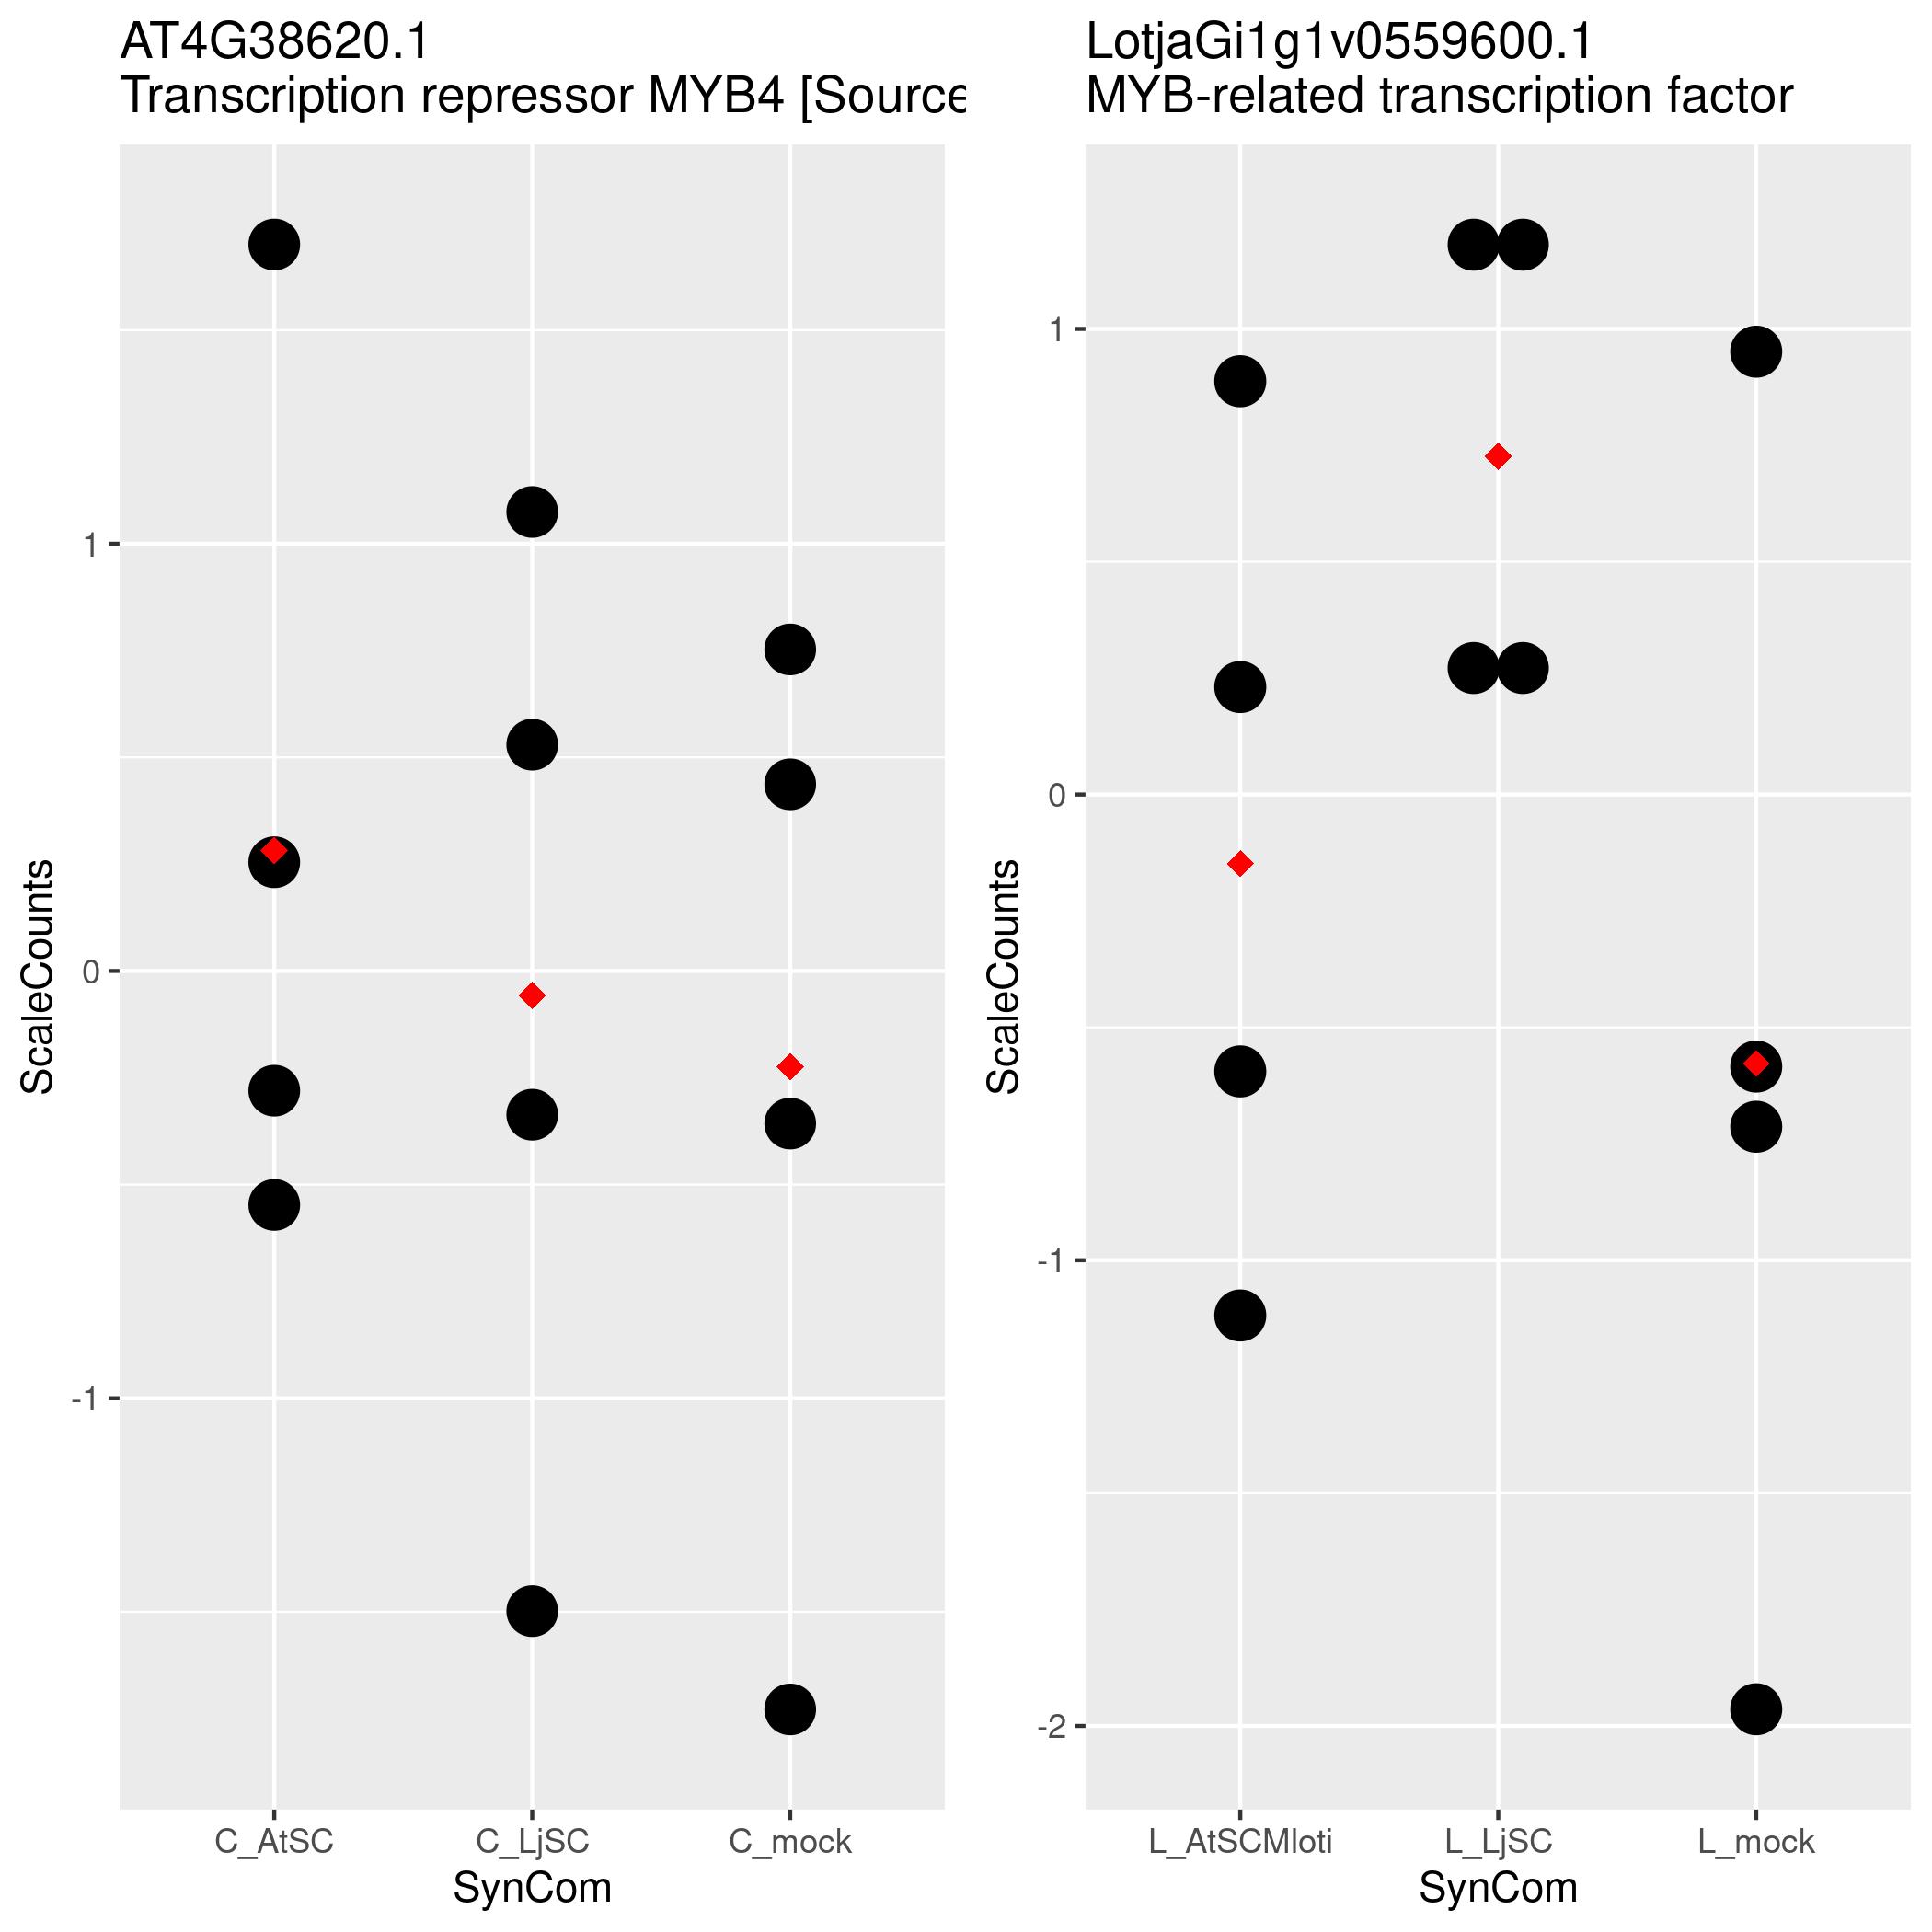 AT4G38620.1
Transcription repressor MYB4 [Source
ScaleCounts
1
0
-1
C_AtSC
C_LjSC
C_mock
SynCom
LotjaGi1g1v0559600.1
MYB-related transcription factor
ScaleCounts
1
0
-1
-2
L_AtSCMloti
L_LjSC
L_mock
SynCom